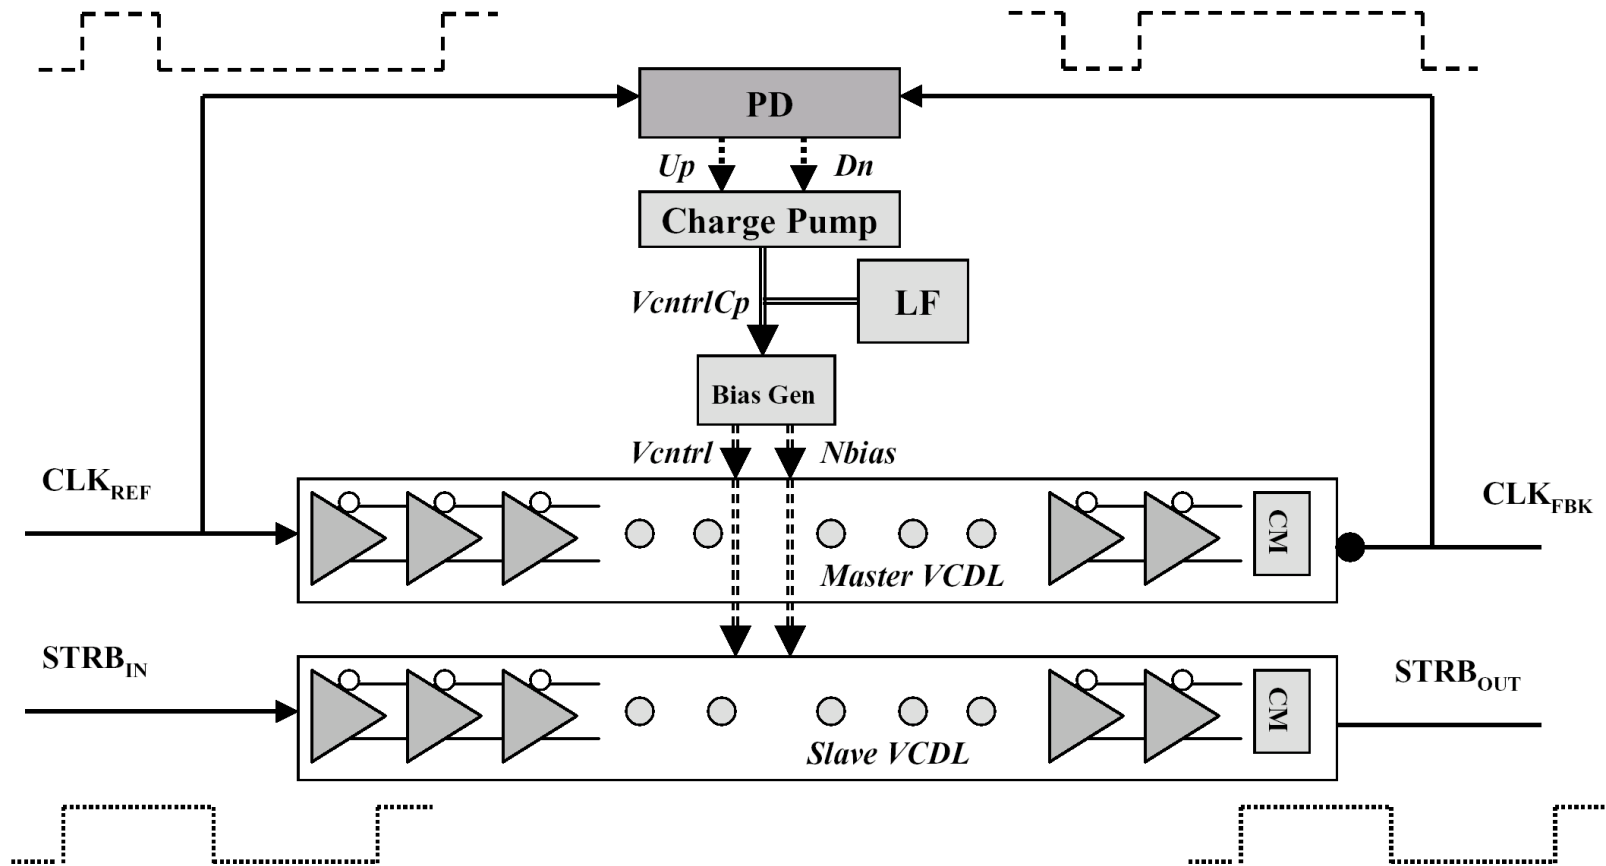 PD
Up
Dn
Charge Pump
VcntrlCp
LF
Bias Gen
Vcntrl
Nbias
CLKREF
CLKFBK
CM
Master VCDL
STRBIN
STRBOUT
CM
Slave VCDL